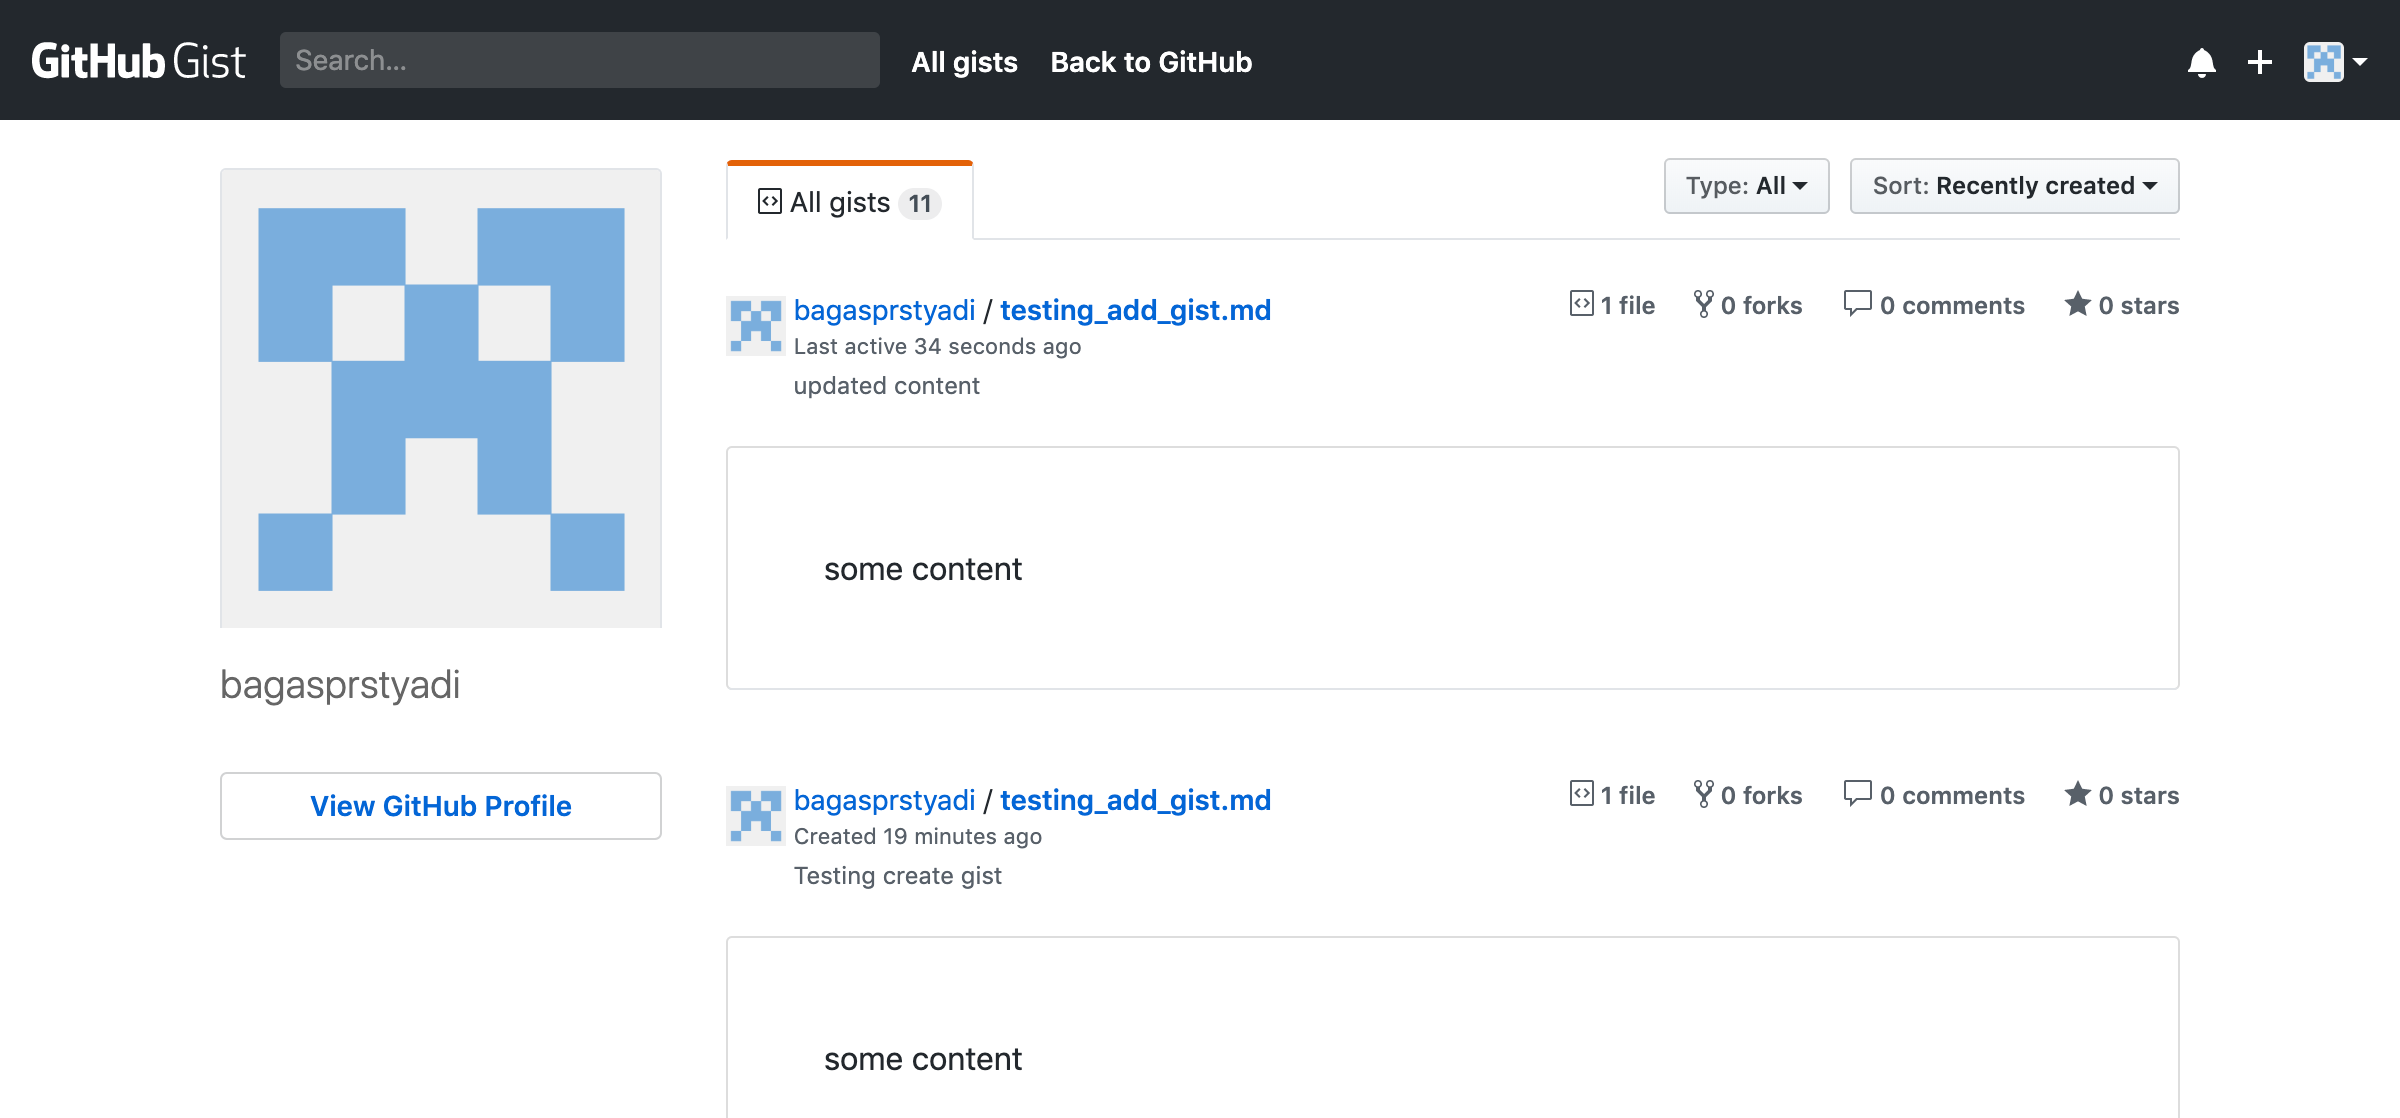 GitHub Gist Search... All gists Back to GitHub
All gists 11 Type: All Sort: Recently created
bagasprstyadi / testing_add_gist.md 1 file 0 forks 0 comments 0 stars
Last active 34 seconds ago
updated content
some content
bagasprstyadi
View GitHub Profile
bagasprstyadi / testing_add_gist.md 1 file 0 forks 0 comments 0 stars
Created 19 minutes ago
Testing create gist
some content